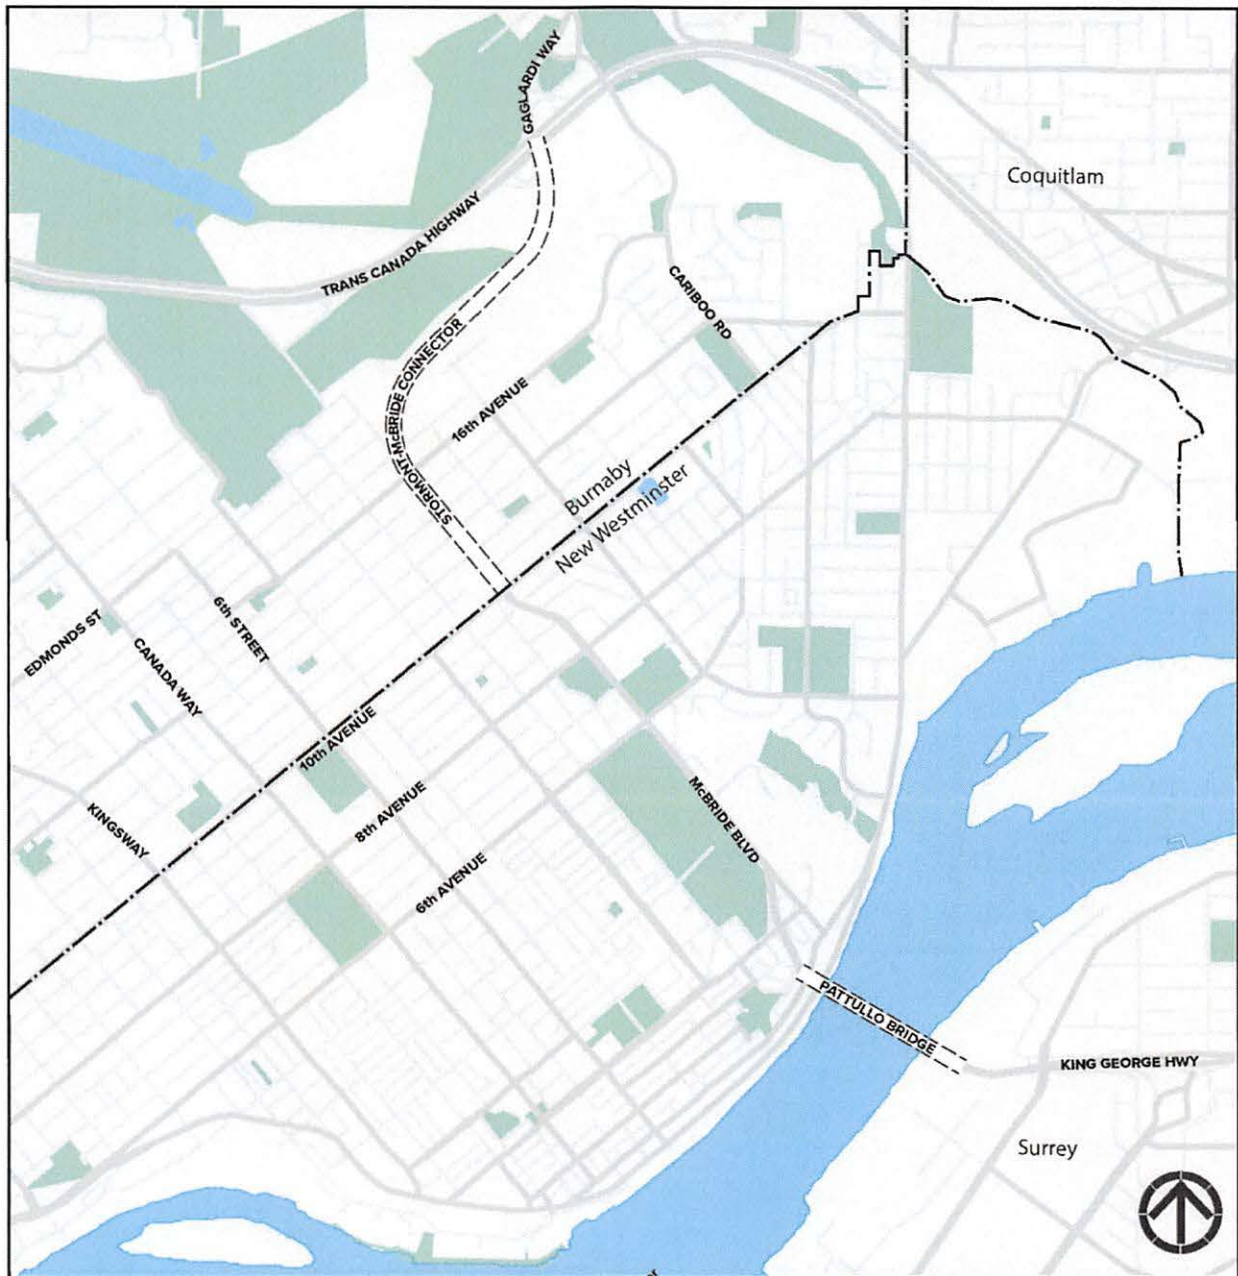 GAGLARDI WAY
Coquitlam
TRANS CANADA HIGHWAY
CARIBOO RD
STORMONT-McBRIDE CONNECTOR
16th AVENUE
Burnaby
New Westminster
EDMONDS ST
6th STREET
CANADA WAY
10th AVENUE
KINGSWAY
8th AVENUE
McBRIDE BLVD
6th AVENUE
PATTULLO BRIDGE
KING GEORGE HWY
Surrey